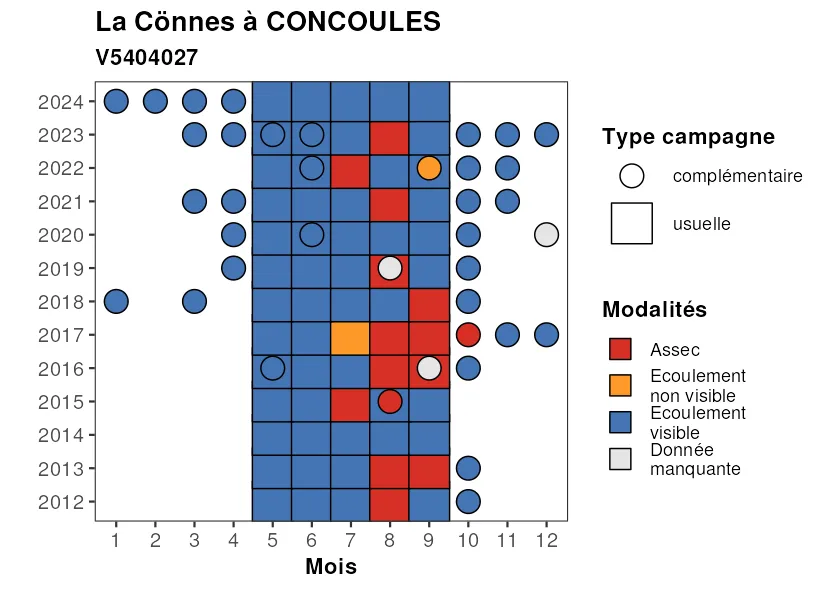 La Cönnes à CONCOULES
V5404027
2024
2023
2022
2021
2020
2019
2018
2017
2016
2015
2014
2013
2012
1 2 3 4 5 6 7 8 9 10 11 12
Mois
Type campagne
complémentaire
usuelle
Modalités
Assec
Ecoulement
non visible
Ecoulement
visible
Donnée
manquante